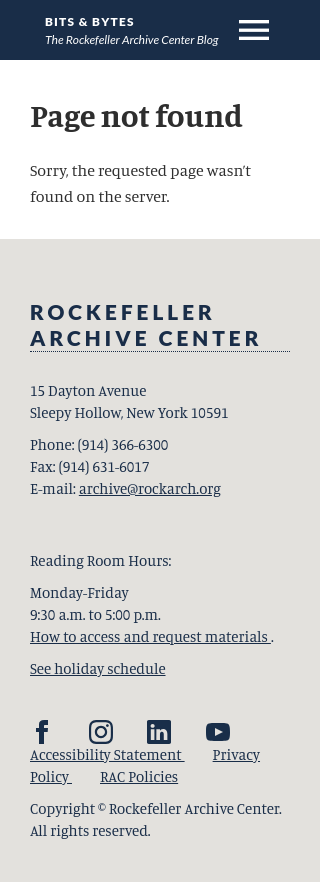 BITS & BYTES
The Rockefeller Archive Center Blog
Page not found
Sorry, the requested page wasn’t
found on the server.
ROCKEFELLER
ARCHIVE CENTER
15 Dayton Avenue
Sleepy Hollow, New York 10591
Phone: (914) 366-6300
Fax: (914) 631-6017
E-mail: archive@rockarch.org
Reading Room Hours:
Monday-Friday
9:30 a.m. to 5:00 p.m.
How to access and request materials .
See holiday schedule
Accessibility Statement Privacy
Policy RAC Policies
Copyright © Rockefeller Archive Center.
All rights reserved.